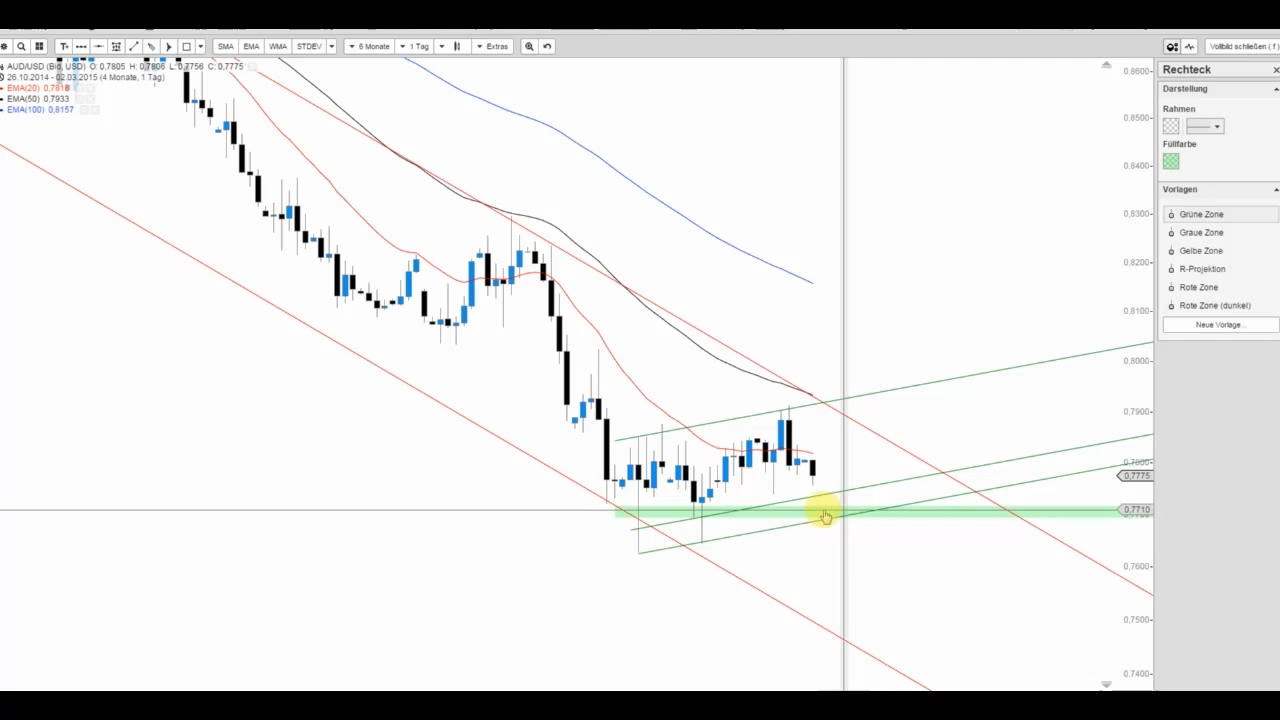 SMA EMA WMA STDEV 6 Monate 1 Tag Extras Vollbild schließen ( f )
AUD/USD (Bid, USD) O: 0,7805 H: 0,7806 L: 0,7756 C: 0,7775
26.10.2014 - 02.03.2015 (4 Monate, 1 Tag)
EMA(20) 0,7818
EMA(50) 0,7933
EMA(100) 0,8157
0,8600
0,8500
0,8400
0,8300
0,8200
0,8100
0,8000
0,7900
0,7800
0,7775
0,7710
0,7600
0,7500
0,7400
Rechteck
Darstellung
Rahmen
Füllfarbe
Vorlagen
Grüne Zone
Graue Zone
Gelbe Zone
R-Projektion
Rote Zone
Rote Zone (dunkel)
Neue Vorlage...